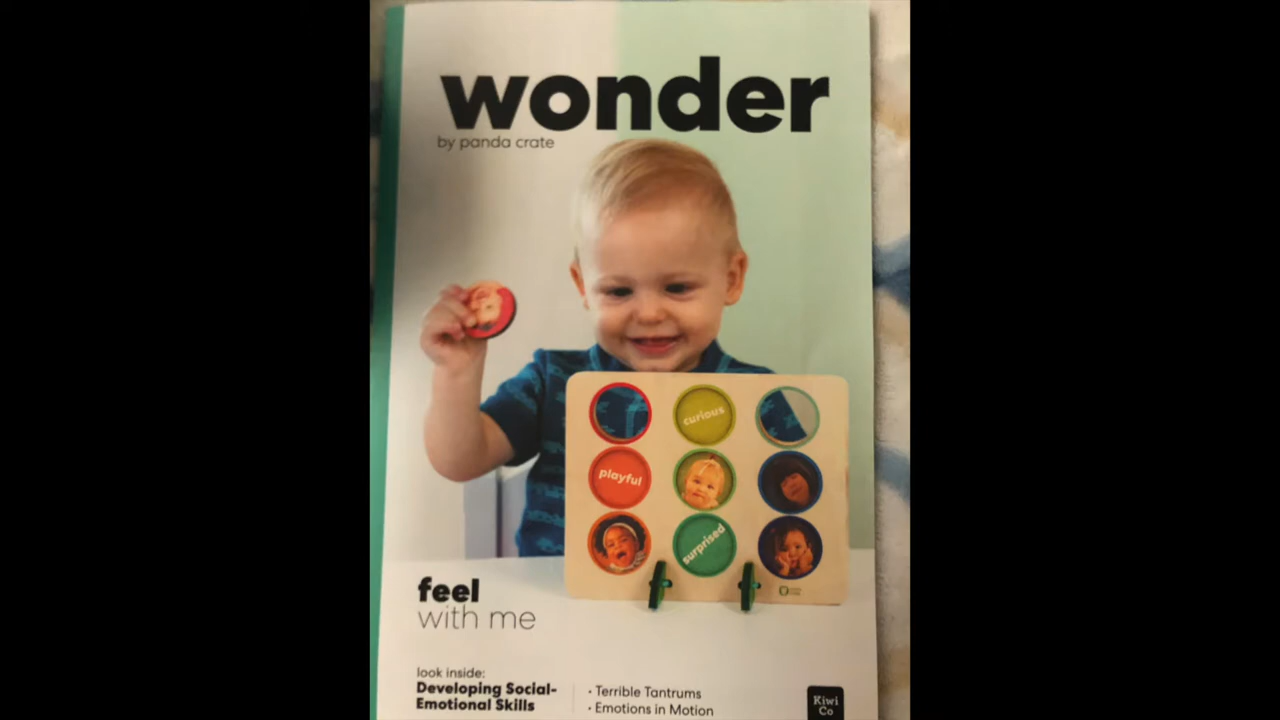 wonder
by panda crate
curious
playful
surprised
feel
with me
look inside:
Developing Social-
Emotional Skills
· Terrible Tantrums
· Emotions in Motion
Kiwi
Co